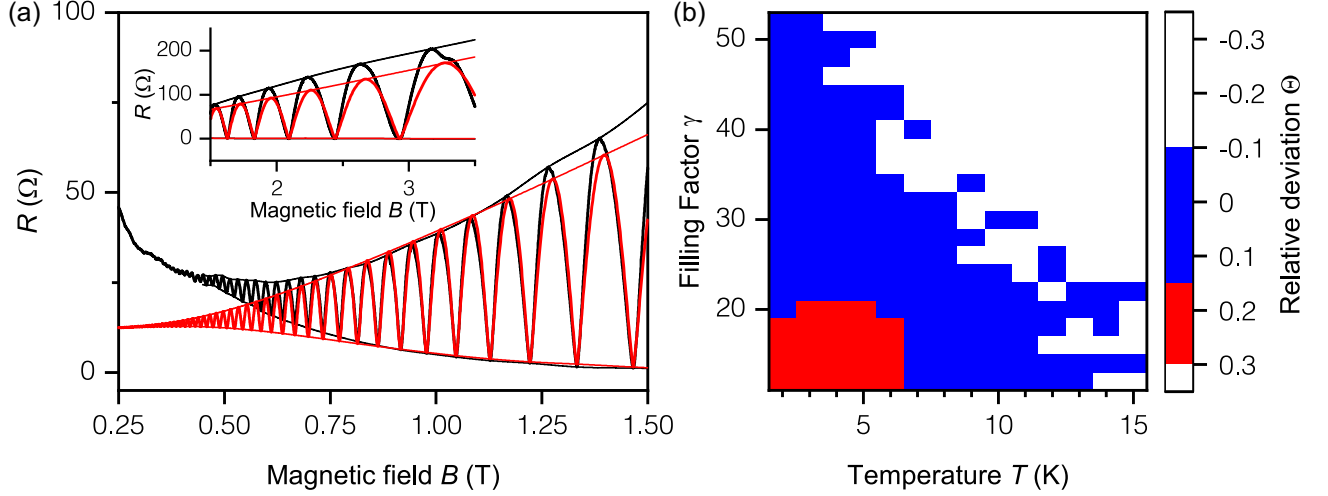 (a)
100
50
0
R (Ω)
0.25 0.50 0.75 1.00 1.25 1.50
Magnetic field B (T)
200
100
0
R (Ω)
2 3
Magnetic field B (T)
(b)
50
40
30
20
Filling Factor γ
5 10 15
Temperature T (K)
-0.3
-0.2
-0.1
0
0.1
0.2
0.3
Relative deviation Θ